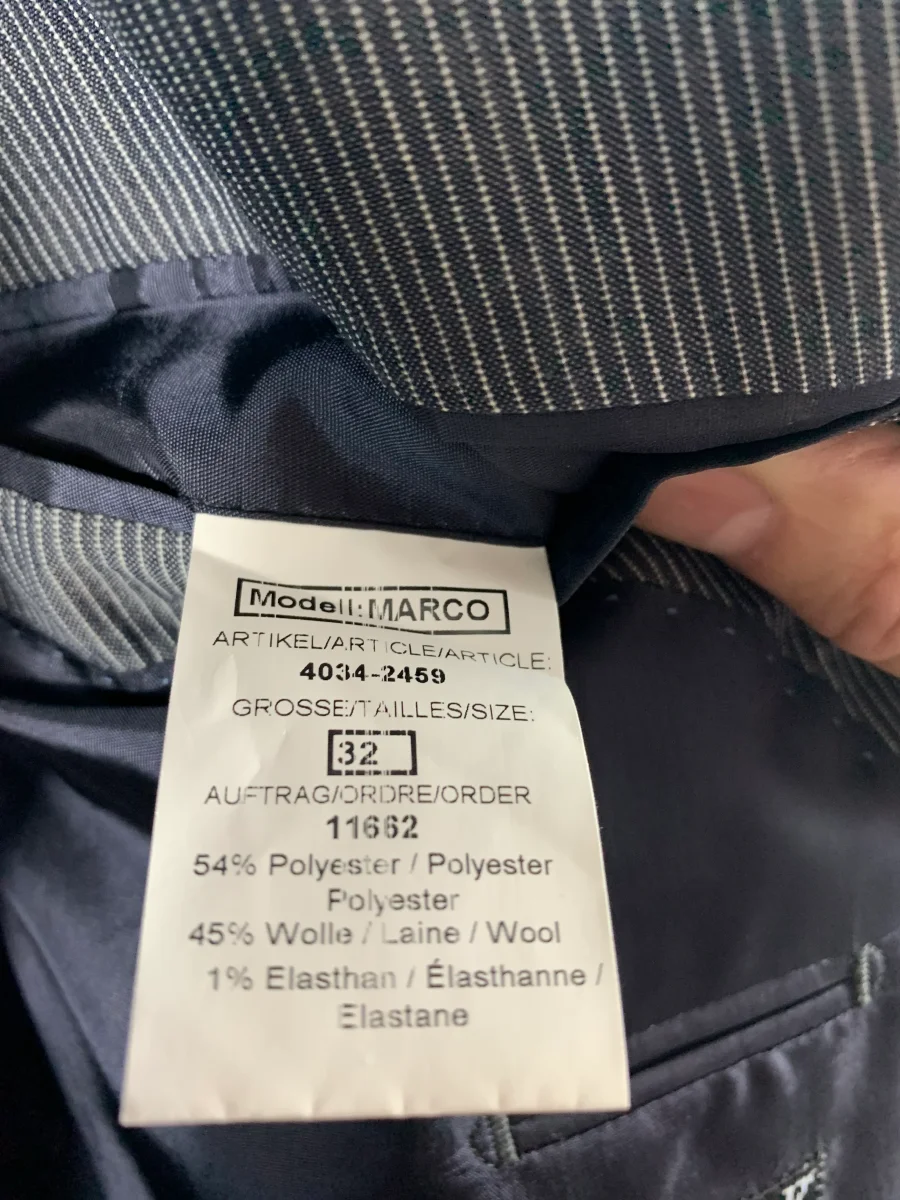 Modell: MARCO
ARTIKEL/ARTICLE/ARTICLE:
4034-2459
GROSSE/TAILLES/SIZE:
32
AUFTRAG/ORDRE/ORDER
11662
54% Polyester / Polyester
Polyester
45% Wolle / Laine / Wool
1% Elasthan / Élasthanne /
Elastane